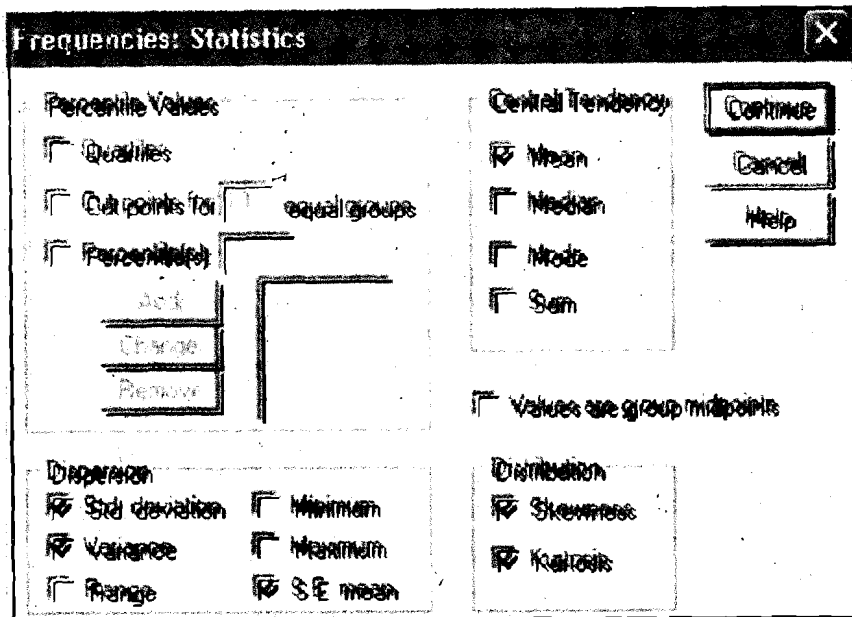 Frequencies: Statistics
Percentile Values
Quartiles
Cut points for equal groups
Percentile(s)
Add
Change
Remove
Central Tendency
Mean
Median
Mode
Sum
Continue
Cancel
Help
Values are group midpoints
Dispersion
Std. deviation
Variance
Range
Minimum
Maximum
S.E. mean
Distribution
Skewness
Kurtosis